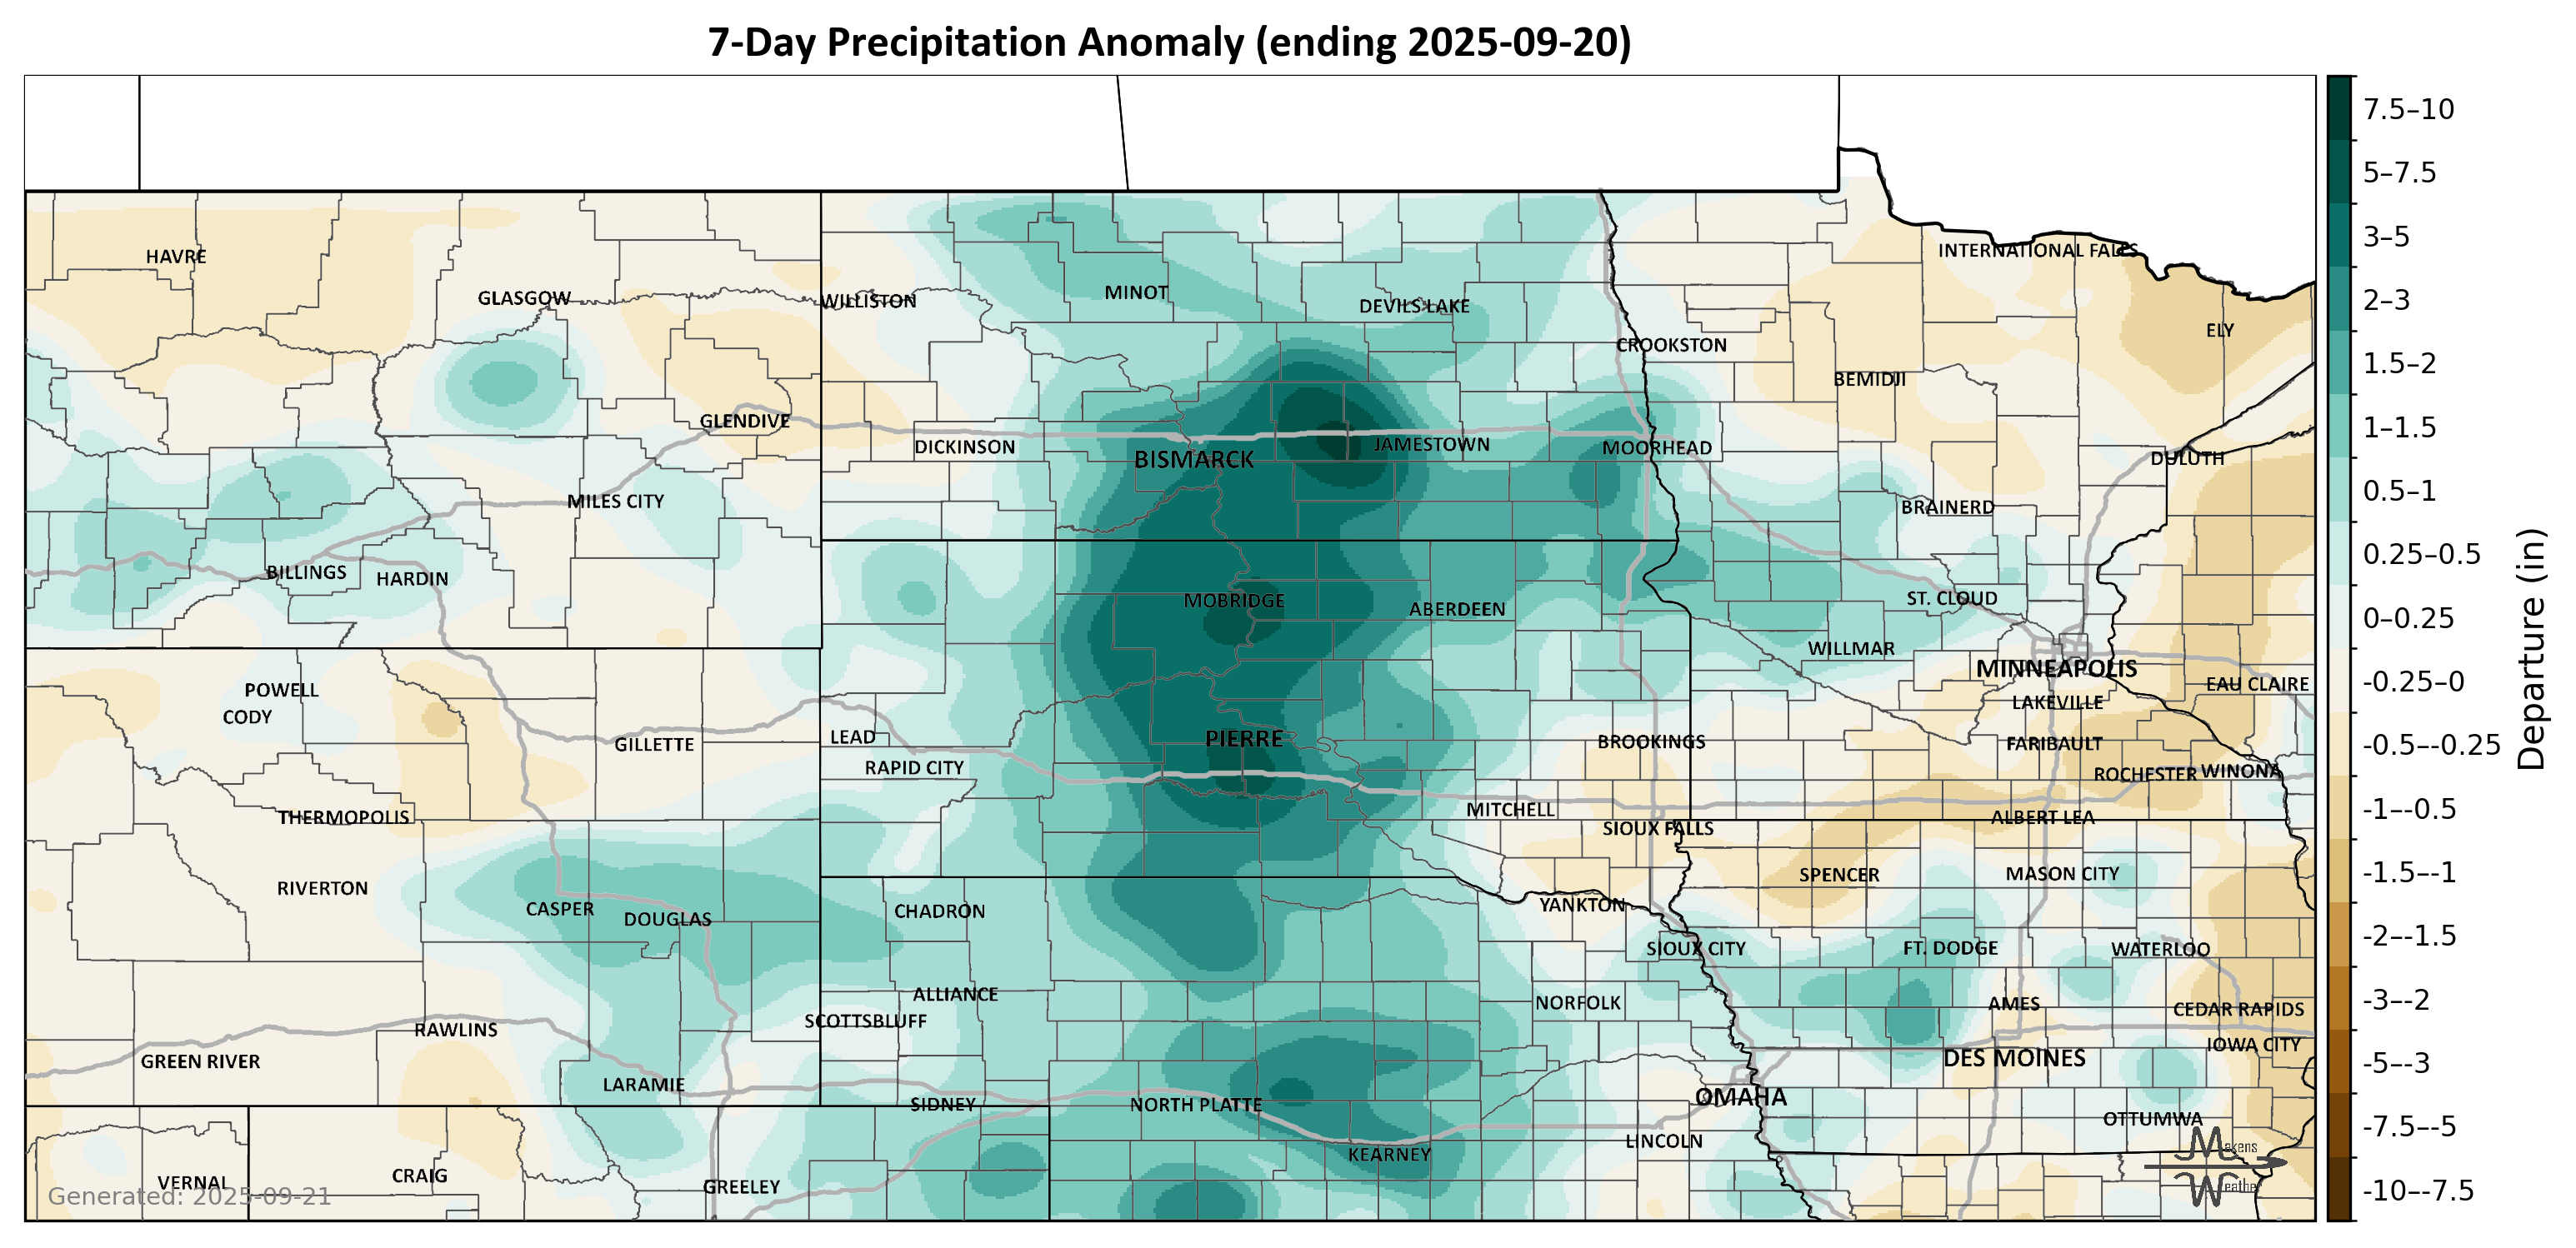 7-Day Precipitation Anomaly (ending 2025-09-20)
HAVRE
GLASGOW
WILLISTON
MINOT
DEVILS LAKE
INTERNATIONAL FALLS
ELY
CROOKSTON
BEMIDJI
GLENDIVE
DICKINSON
BISMARCK
JAMESTOWN
MOORHEAD
DULUTH
MILES CITY
BRAINERD
BILLINGS
HARDIN
MOBRIDGE
ABERDEEN
ST. CLOUD
WILLMAR
MINNEAPOLIS
EAU CLAIRE
POWELL
CODY
LAKEVILLE
GILLETTE
LEAD
PIERRE
BROOKINGS
FARIBAULT
RAPID CITY
ROCHESTER
WINONA
THERMOPOLIS
MITCHELL
SIOUX FALLS
ALBERT LEA
RIVERTON
SPENCER
MASON CITY
CASPER
DOUGLAS
CHADRON
YANKTON
SIOUX CITY
FT. DODGE
WATERLOO
ALLIANCE
NORFOLK
AMES
CEDAR RAPIDS
SCOTTSBLUFF
RAWLINS
GREEN RIVER
DES MOINES
IOWA CITY
LARAMIE
SIDNEY
NORTH PLATTE
OMAHA
OTTUMWA
LINCOLN
KEARNEY
VERNAL
CRAIG
GREELEY
Generated: 2025-09-21
Makens
Weather
7.5–10
5–7.5
3–5
2–3
1.5–2
1–1.5
0.5–1
0.25–0.5
0–0.25
-0.25–0
-0.5–-0.25
-1–-0.5
-1.5–-1
-2–-1.5
-3–-2
-5–-3
-7.5–-5
-10–-7.5
Departure (in)